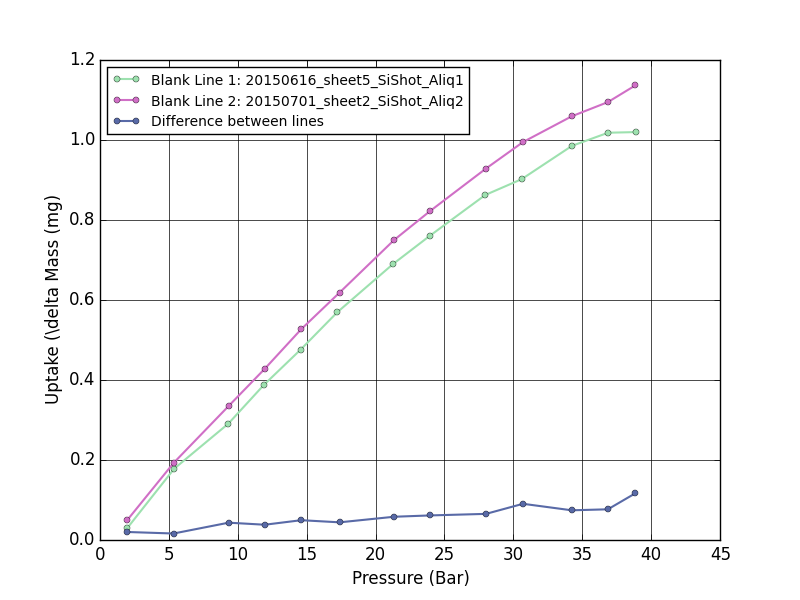 1.2
1.0
0.8
0.6
0.4
0.2
0.0
Uptake (\delta Mass (mg)
Blank Line 1: 20150616_sheet5_SiShot_Aliq1
Blank Line 2: 20150701_sheet2_SiShot_Aliq2
Difference between lines
0 5 10 15 20 25 30 35 40 45
Pressure (Bar)